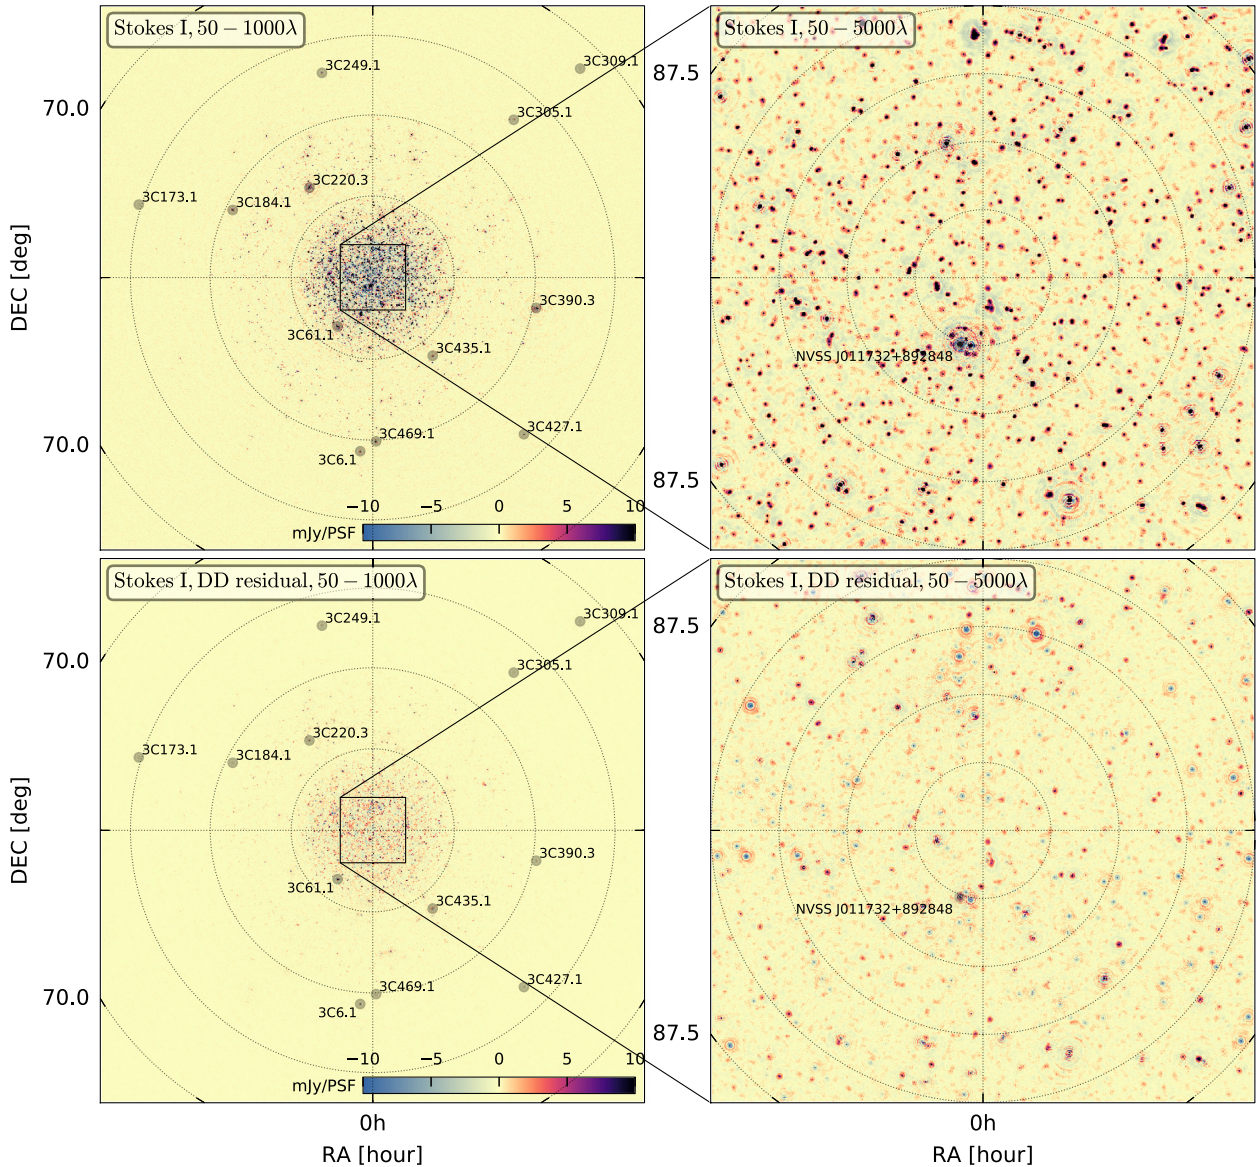 Stokes I, 50 − 1000λ
3C249.1
3C309.1
3C305.1
70.0
3C220.3
3C173.1
3C184.1
DEC [deg]
3C390.3
3C61.1
3C435.1
70.0
3C469.1
3C427.1
3C6.1
−10 −5 0 5 10
mJy/PSF
Stokes I, 50 − 5000λ
87.5
NVSS J011732+892848
87.5
Stokes I, DD residual, 50 − 1000λ
3C249.1
3C309.1
3C305.1
70.0
3C220.3
3C173.1
3C184.1
DEC [deg]
3C390.3
3C61.1
3C435.1
70.0
3C469.1
3C427.1
3C6.1
−10 −5 0 5 10
mJy/PSF
0h
RA [hour]
Stokes I, DD residual, 50 − 5000λ
87.5
NVSS J011732+892848
87.5
0h
RA [hour]